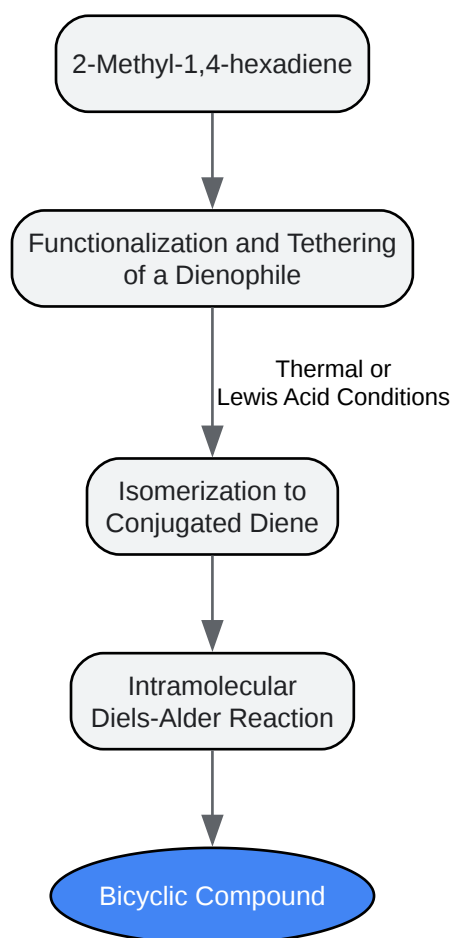 2-Methyl-1,4-hexadiene
Functionalization and Tethering
of a Dienophile
Thermal or
Lewis Acid Conditions
Isomerization to
Conjugated Diene
Intramolecular
Diels-Alder Reaction
Bicyclic Compound